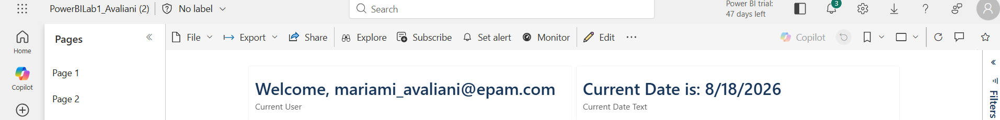 PowerBILab1_Avaliani (2) No label Search Power BI trial:
47 days left 3
Home
Copilot
Pages
Page 1
Page 2
File Export Share Explore Subscribe Set alert Monitor Edit Copilot
Welcome, mariami_avaliani@epam.com
Current User
Current Date is: 8/18/2026
Current Date Text
Filters